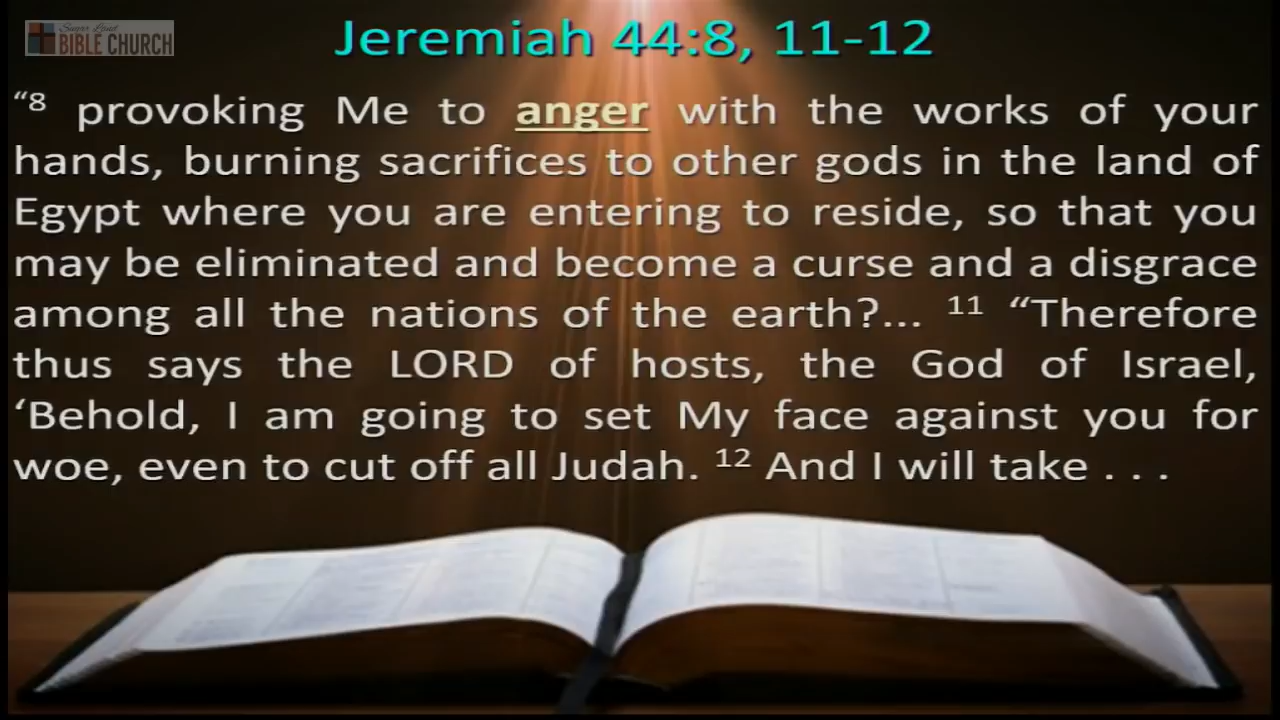 Sugar Land
BIBLE CHURCH
Jeremiah 44:8, 11-12
“8 provoking Me to anger with the works of your
hands, burning sacrifices to other gods in the land of
Egypt where you are entering to reside, so that you
may be eliminated and become a curse and a disgrace
among all the nations of the earth?... 11 “Therefore
thus says the LORD of hosts, the God of Israel,
‘Behold, I am going to set My face against you for
woe, even to cut off all Judah. 12 And I will take . . .